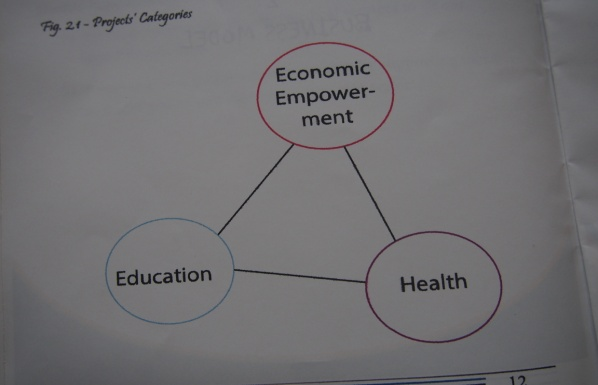 Fig. 2.1 - Projects' Categories
Economic
Empower-
ment
Education
Health
12